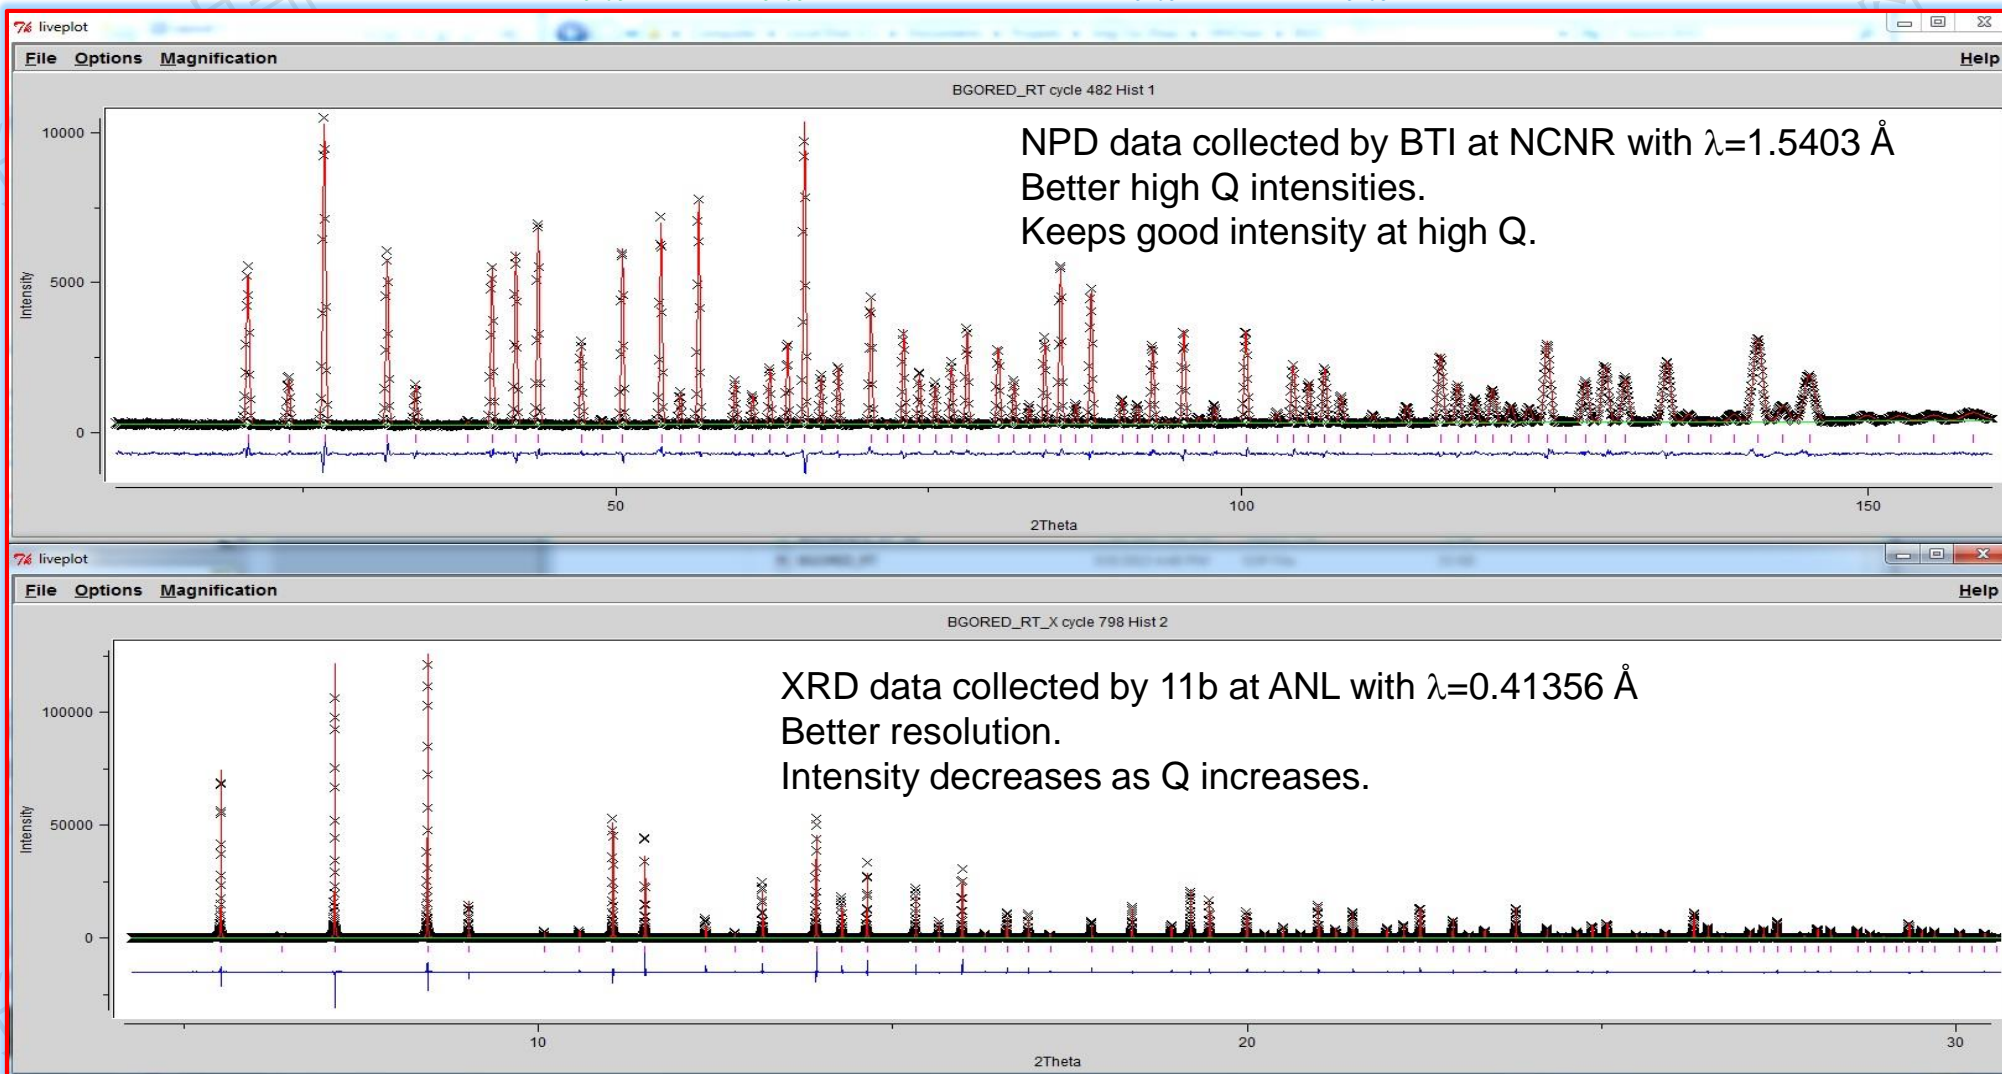 liveplot
File Options Magnification Help
BGORED_RT cycle 482 Hist 1
NPD data collected by BTI at NCNR with λ=1.5403 Å
Better high Q intensities.
Keeps good intensity at high Q.
10000
5000
0
Intensity
50 100 150
2Theta
liveplot
File Options Magnification Help
BGORED_RT_X cycle 798 Hist 2
XRD data collected by 11b at ANL with λ=0.41356 Å
Better resolution.
Intensity decreases as Q increases.
100000
50000
0
Intensity
10 20 30
2Theta